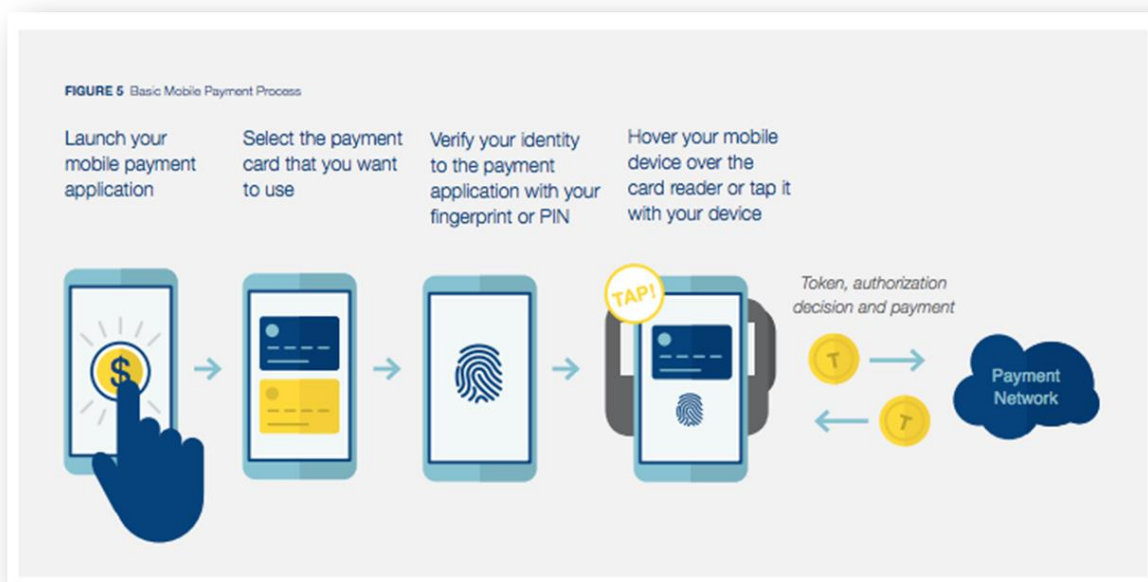 FIGURE 5 Basic Mobile Payment Process
Launch your
mobile payment
application
Select the payment
card that you want
to use
Verify your identity
to the payment
application with your
fingerprint or PIN
Hover your mobile
device over the
card reader or tap it
with your device
$
TAP!
Token, authorization
decision and payment
T
T
Payment
Network